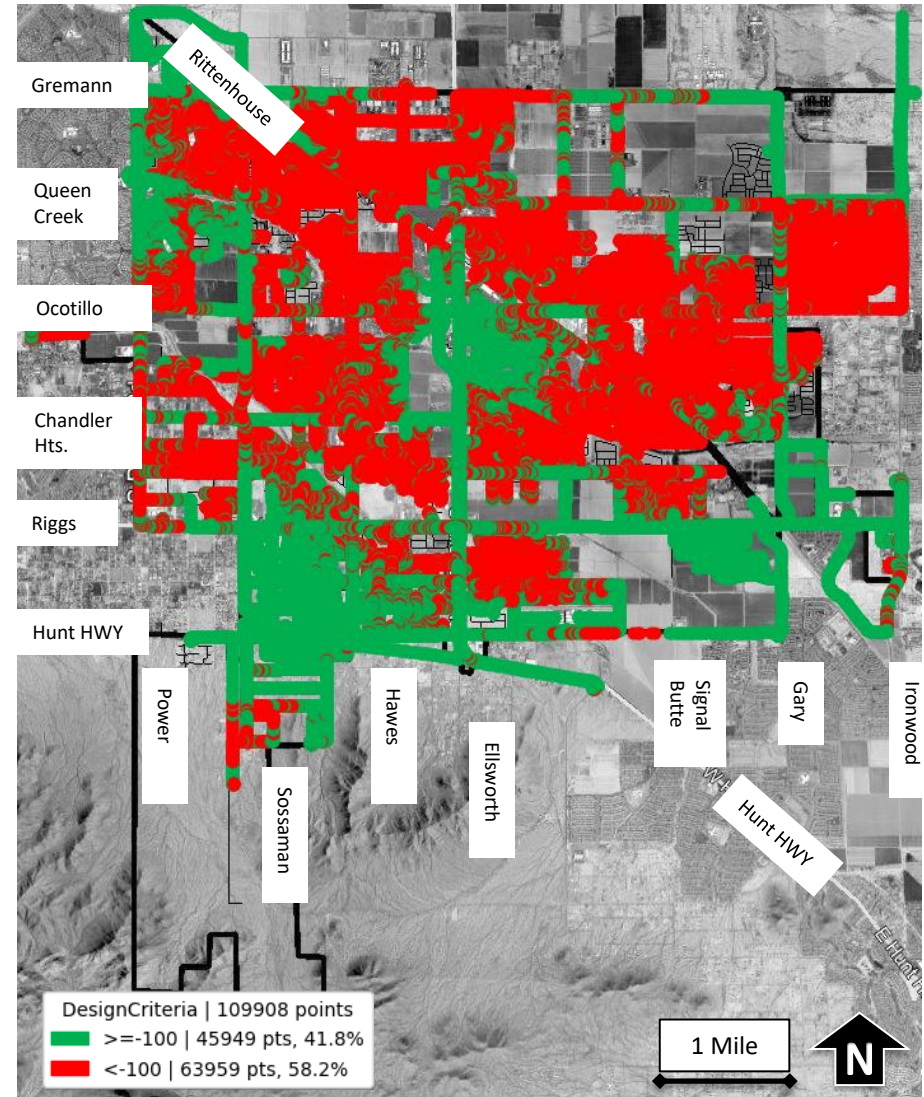 Rittenhouse
Gremann
Queen
Creek
Ocotillo
Chandler
Hts.
Riggs
Hunt HWY
Power
Sossaman
Hawes
Ellsworth
Signal
Butte
Gary
Ironwood
Hunt HWY
E Hunt H
DesignCriteria | 109908 points
>=-100 | 45949 pts, 41.8%
<-100 | 63959 pts, 58.2%
1 Mile
N